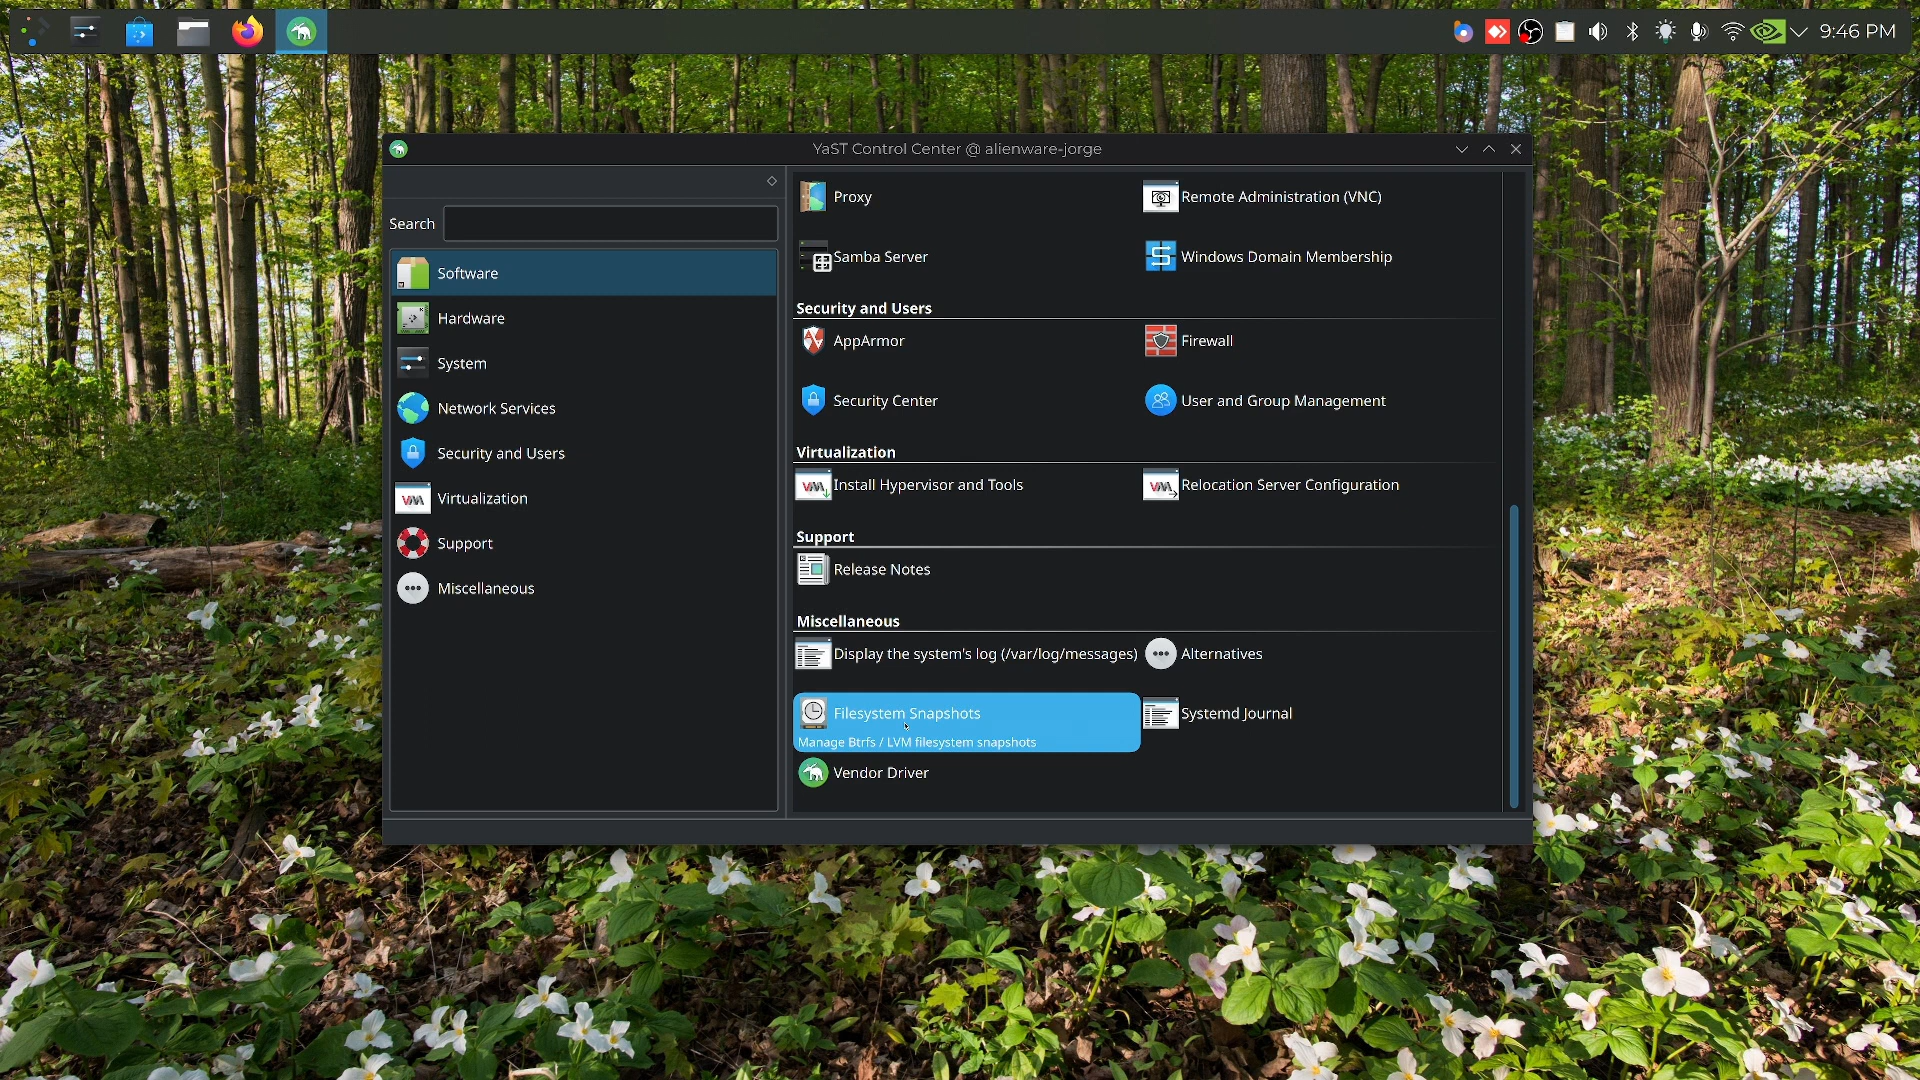 9:46 PM
YaST Control Center @ alienware-jorge
Search
Software
Hardware
System
Network Services
Security and Users
Virtualization
Support
Miscellaneous
Proxy
Remote Administration (VNC)
Samba Server
Windows Domain Membership
Security and Users
AppArmor
Firewall
Security Center
User and Group Management
Virtualization
Install Hypervisor and Tools
Relocation Server Configuration
Support
Release Notes
Miscellaneous
Display the system's log (/var/log/messages)
Alternatives
Filesystem Snapshots
Manage Btrfs / LVM filesystem snapshots
Systemd Journal
Vendor Driver